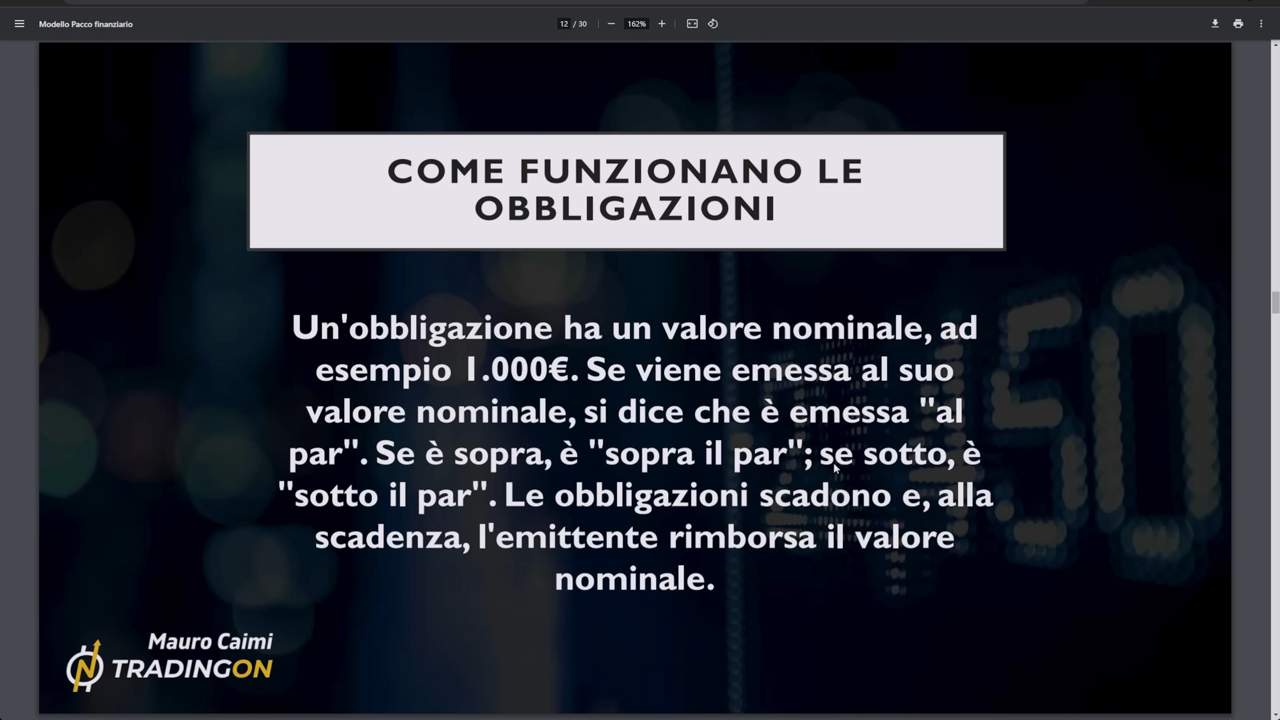 Modello Pacco finanziario
12 / 30
162%
COME FUNZIONANO LE
OBBLIGAZIONI
Un'obbligazione ha un valore nominale, ad
esempio 1.000€. Se viene emessa al suo
valore nominale, si dice che è emessa "al
par". Se è sopra, è "sopra il par"; se sotto, è
"sotto il par". Le obbligazioni scadono e, alla
scadenza, l'emittente rimborsa il valore
nominale.
150
Mauro Caimi
TRADINGON